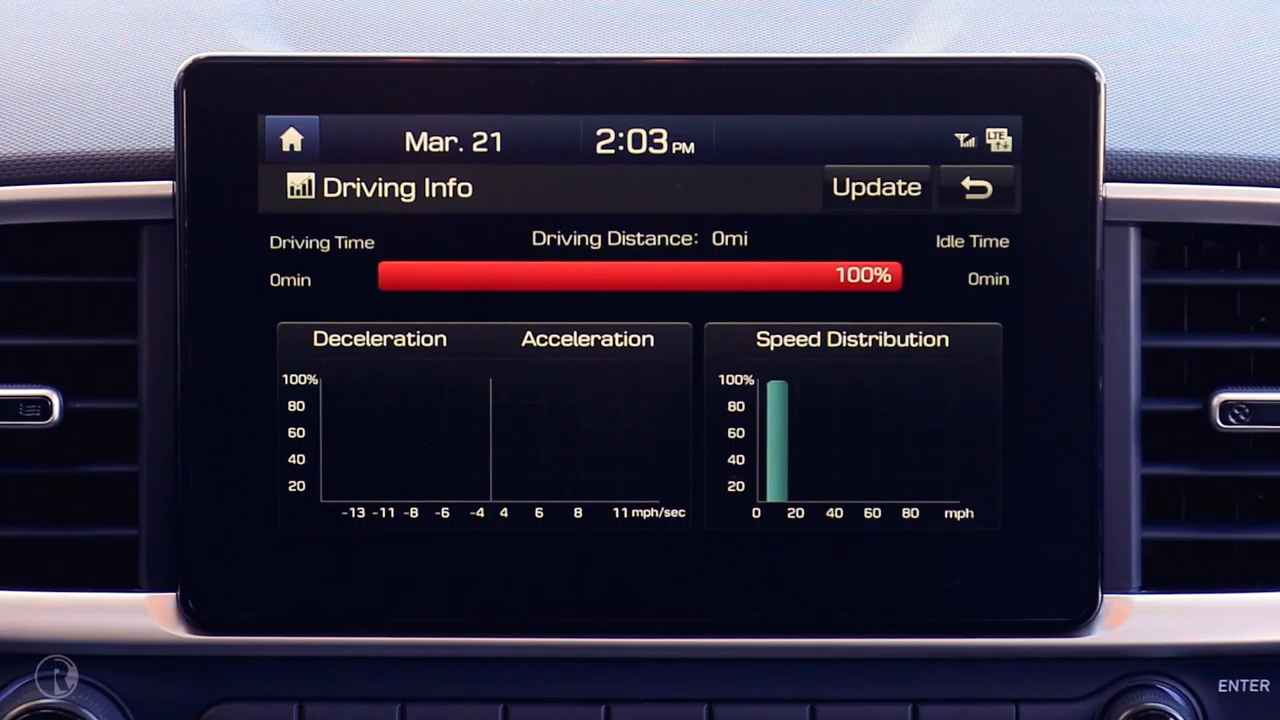 Mar. 21 2:03 PM LTE
Driving Info Update
Driving Time Driving Distance: 0mi Idle Time
0min 100% 0min
Deceleration Acceleration
100%
80
60
40
20
-13 -11 -8 -6 -4 4 6 8 11 mph/sec
Speed Distribution
100%
80
60
40
20
0 20 40 60 80 mph
R
ENTER